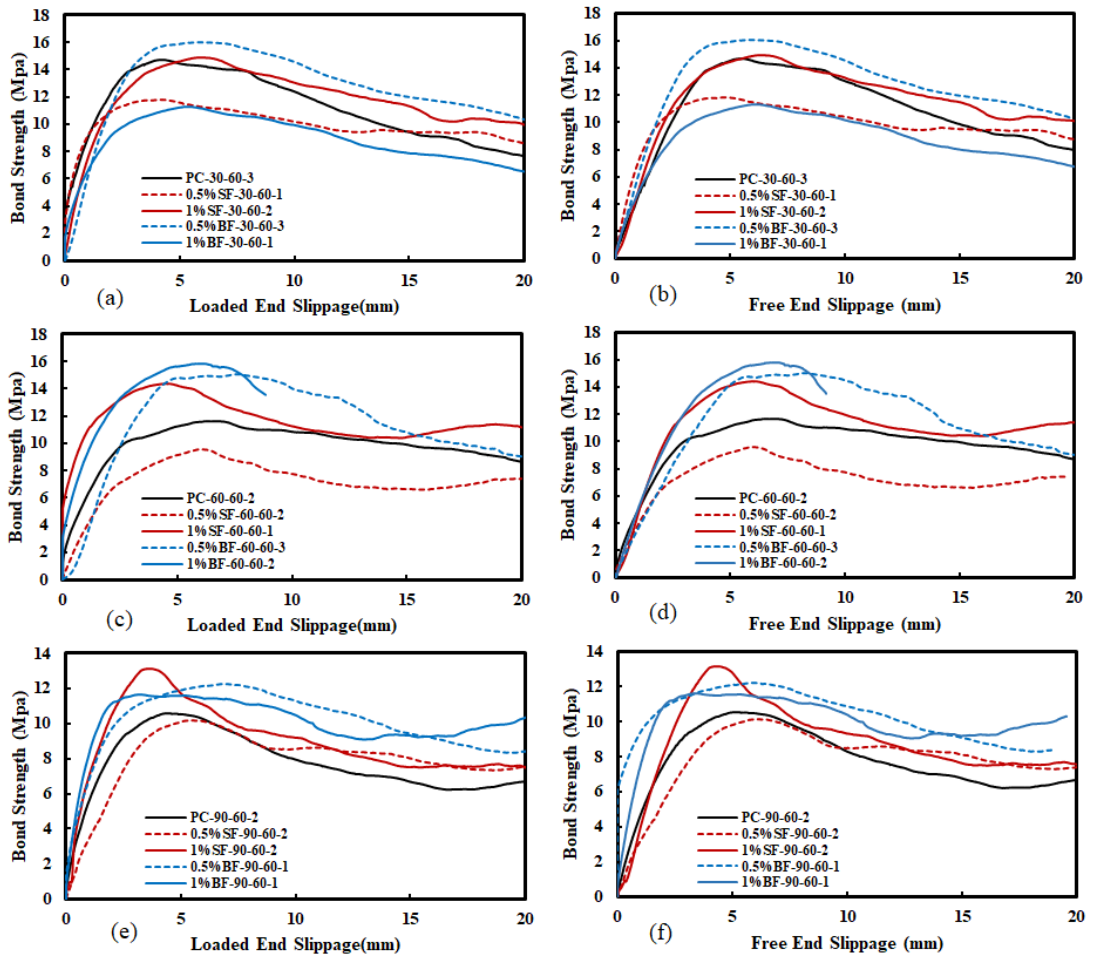 18
16
14
12
10
8
6
4
2
0
Bond Strength (Mpa)
PC-30-60-3
0.5%SF-30-60-1
1%SF-30-60-2
0.5%BF-30-60-3
1%BF-30-60-1
0 5 10 15 20
(a) Loaded End Slippage(mm)
18
16
14
12
10
8
6
4
2
0
Bond Strength (Mpa)
PC-30-60-3
0.5%SF-30-60-1
1%SF-30-60-2
0.5%BF-30-60-3
1%BF-30-60-1
0 5 10 15 20
(b) Free End Slippage (mm)
18
16
14
12
10
8
6
4
2
0
Bond Strength (Mpa)
PC-60-60-2
0.5%SF-60-60-2
1%SF-60-60-1
0.5%BF-60-60-3
1%BF-60-60-2
0 5 10 15 20
(c) Loaded End Slippage(mm)
18
16
14
12
10
8
6
4
2
0
Bond Strength (Mpa)
PC-60-60-2
0.5%SF-60-60-2
1%SF-60-60-1
0.5%BF-60-60-3
1%BF-60-60-2
0 5 10 15 20
(d) Free End Slippage (mm)
14
12
10
8
6
4
2
0
Bond Strength (Mpa)
PC-90-60-2
0.5%SF-90-60-2
1%SF-90-60-2
0.5%BF-90-60-1
1%BF-90-60-1
0 5 10 15 20
(e) Loaded End Slippage(mm)
14
12
10
8
6
4
2
0
Bond Strength (Mpa)
PC-90-60-2
0.5%SF-90-60-2
1%SF-90-60-2
0.5%BF-90-60-1
1%BF-90-60-1
0 5 10 15 20
(f) Free End Slippage (mm)